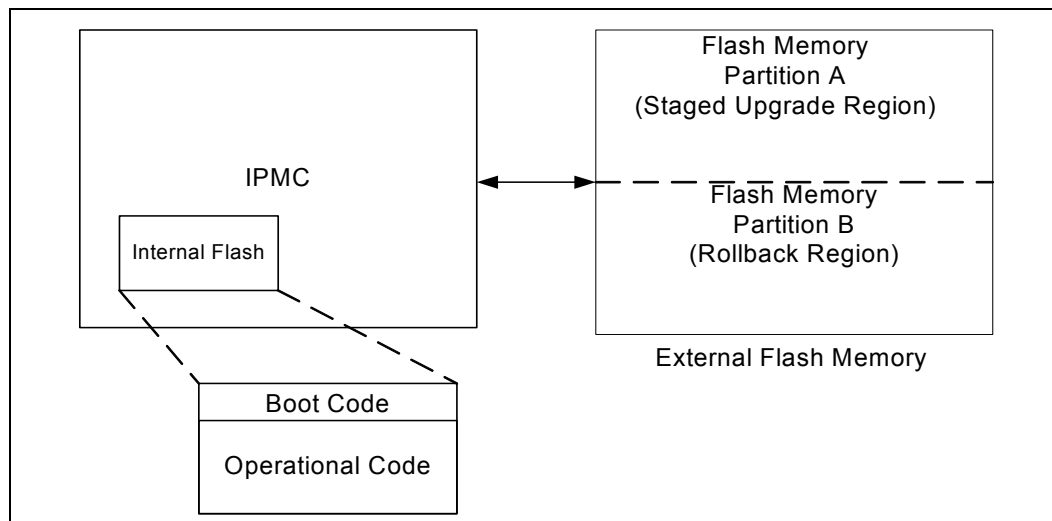 IPMC
Internal Flash
Boot Code
Operational Code
Flash Memory
Partition A
(Staged Upgrade Region)
Flash Memory
Partition B
(Rollback Region)
External Flash Memory